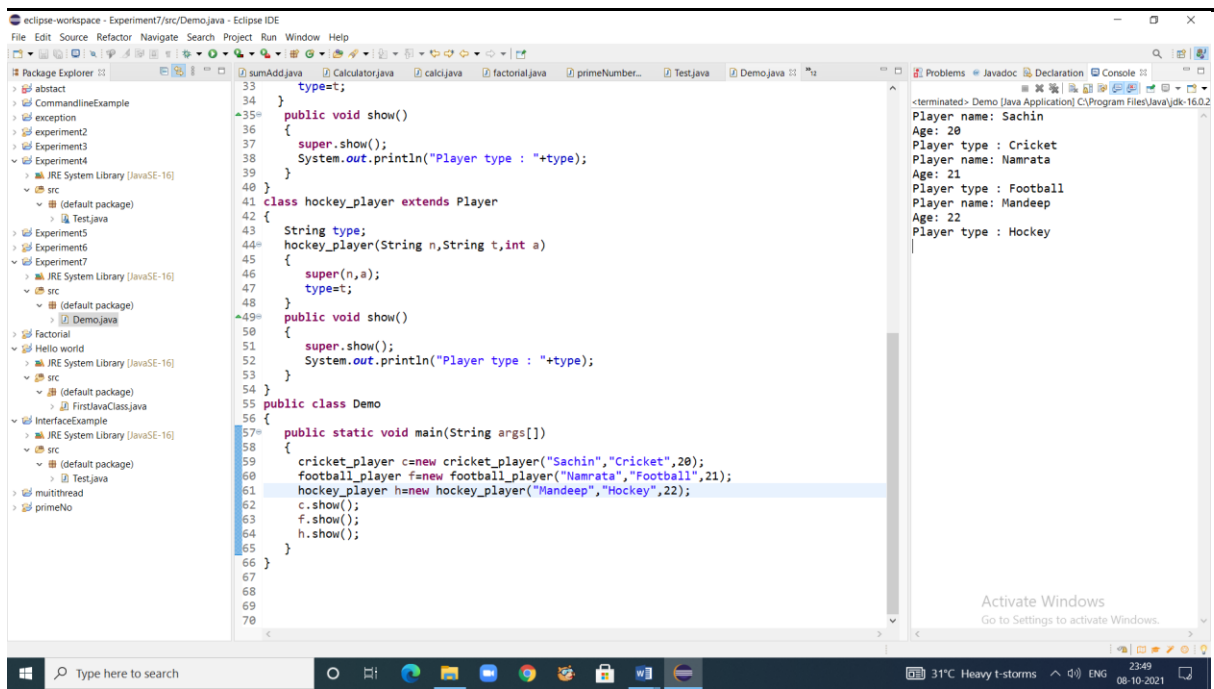 eclipse-workspace - Experiment7/src/Demo.java - Eclipse IDE
File Edit Source Refactor Navigate Search Project Run Window Help
Package Explorer
abstact
CommandlineExample
exception
experiment2
Experiment3
Experiment4
JRE System Library [JavaSE-16]
src
(default package)
Test.java
Experiment5
Experiment6
Experiment7
JRE System Library [JavaSE-16]
src
(default package)
Demo.java
Factorial
Hello world
JRE System Library [JavaSE-16]
src
(default package)
FirstJavaClass.java
InterfaceExample
JRE System Library [JavaSE-16]
src
(default package)
Test.java
muitithread
primeNo
sumAdd.java Calculator.java calci.java factorial.java primeNumber... Test.java Demo.java "12
33 type=t;
34 }
35 public void show()
36 {
37 super.show();
38 System.out.println("Player type : "+type);
39 }
40 }
41 class hockey_player extends Player
42 {
43 String type;
44 hockey_player(String n,String t,int a)
45 {
46 super(n,a);
47 type=t;
48 }
49 public void show()
50 {
51 super.show();
52 System.out.println("Player type : "+type);
53 }
54 }
55 public class Demo
56 {
57 public static void main(String args[])
58 {
59 cricket_player c=new cricket_player("Sachin","Cricket",20);
60 football_player f=new football_player("Namrata","Football",21);
61 hockey_player h=new hockey_player("Mandeep","Hockey",22);
62 c.show();
63 f.show();
64 h.show();
65 }
66 }
67
68
69
70
Problems Javadoc Declaration Console
<terminated> Demo [Java Application] C:\Program Files\Java\jdk-16.0.2
Player name: Sachin
Age: 20
Player type : Cricket
Player name: Namrata
Age: 21
Player type : Football
Player name: Mandeep
Age: 22
Player type : Hockey
Activate Windows
Go to Settings to activate Windows.
Type here to search
31°C Heavy t-storms ENG 23:49
08-10-2021